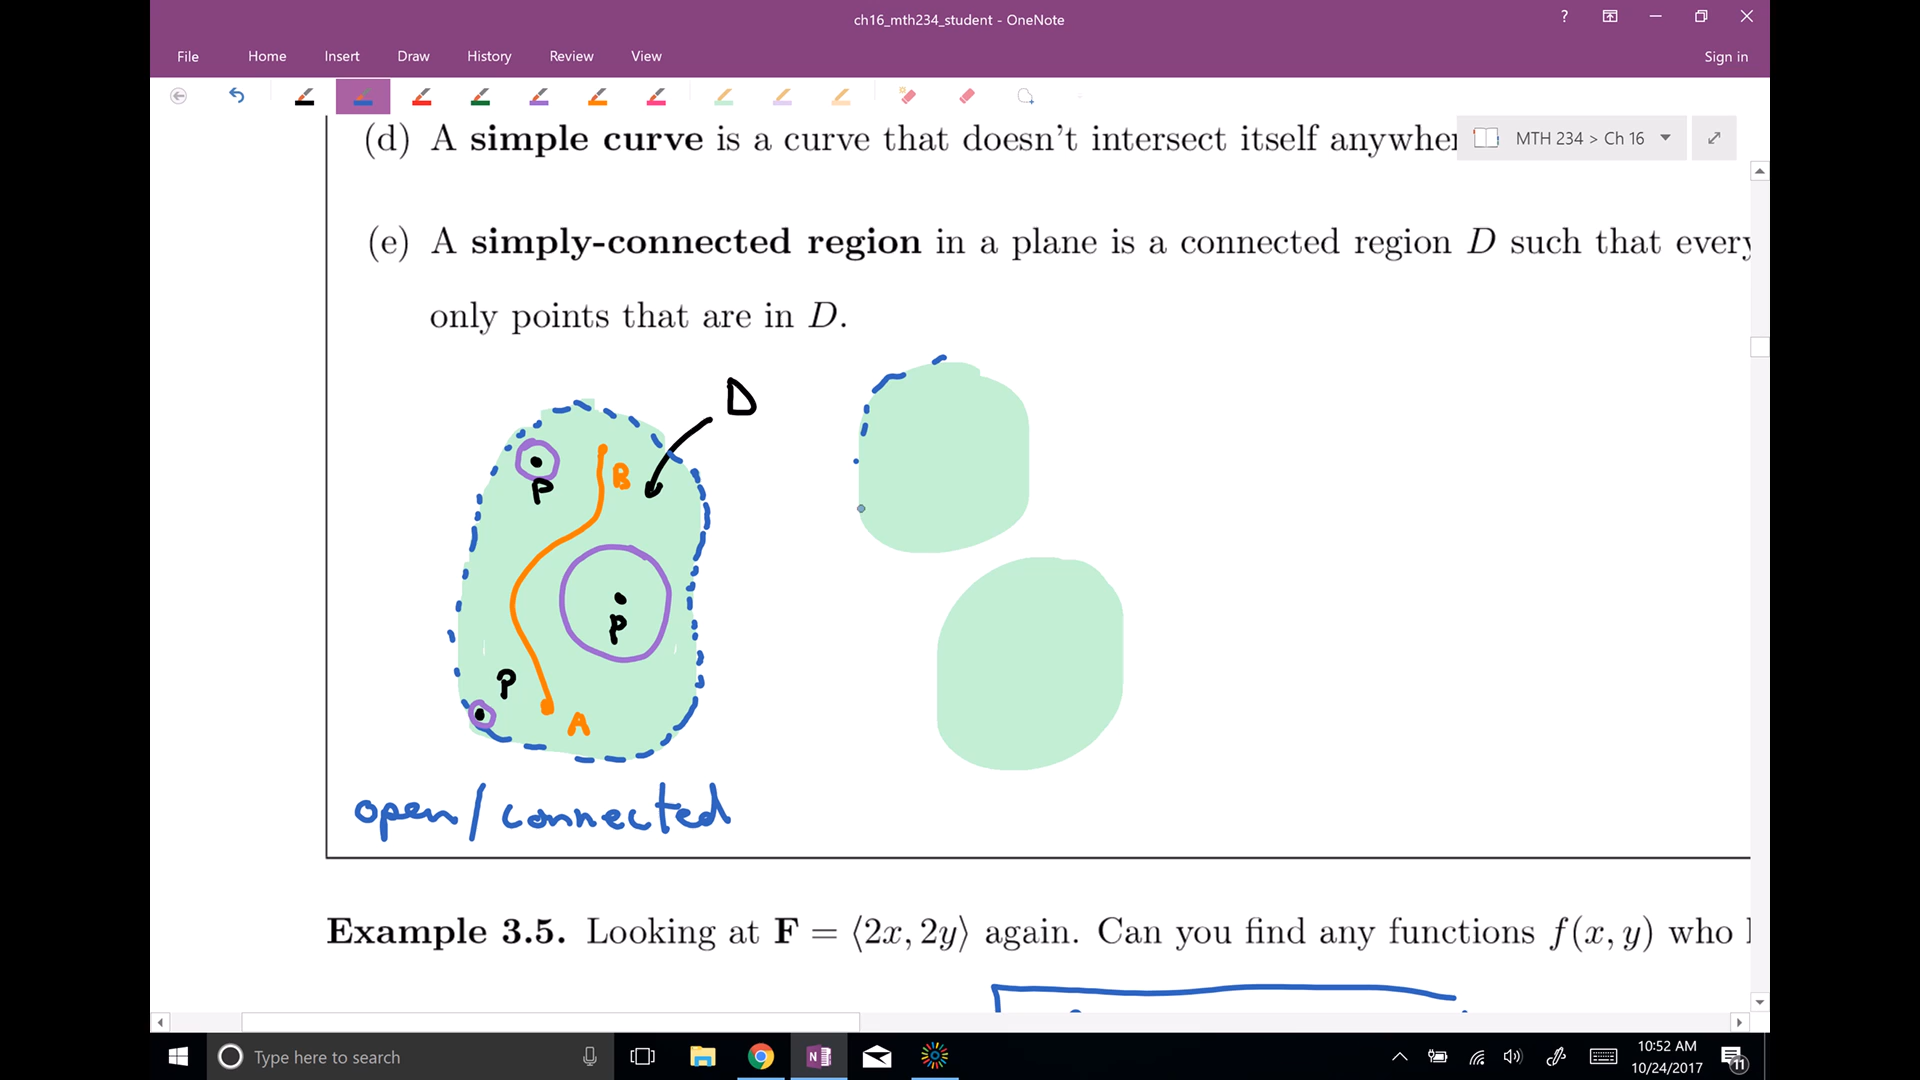 ch16_mth234_student - OneNote
File Home Insert Draw History Review View Sign in
(d) A simple curve is a curve that doesn't intersect itself anywher
MTH 234 > Ch 16
(e) A simply-connected region in a plane is a connected region D such that every
only points that are in D.
D
B
P
P
P
A
open/connected
Example 3.5. Looking at F = ⟨2x, 2y⟩ again. Can you find any functions f(x, y) who
Type here to search
10:52 AM
10/24/2017
11